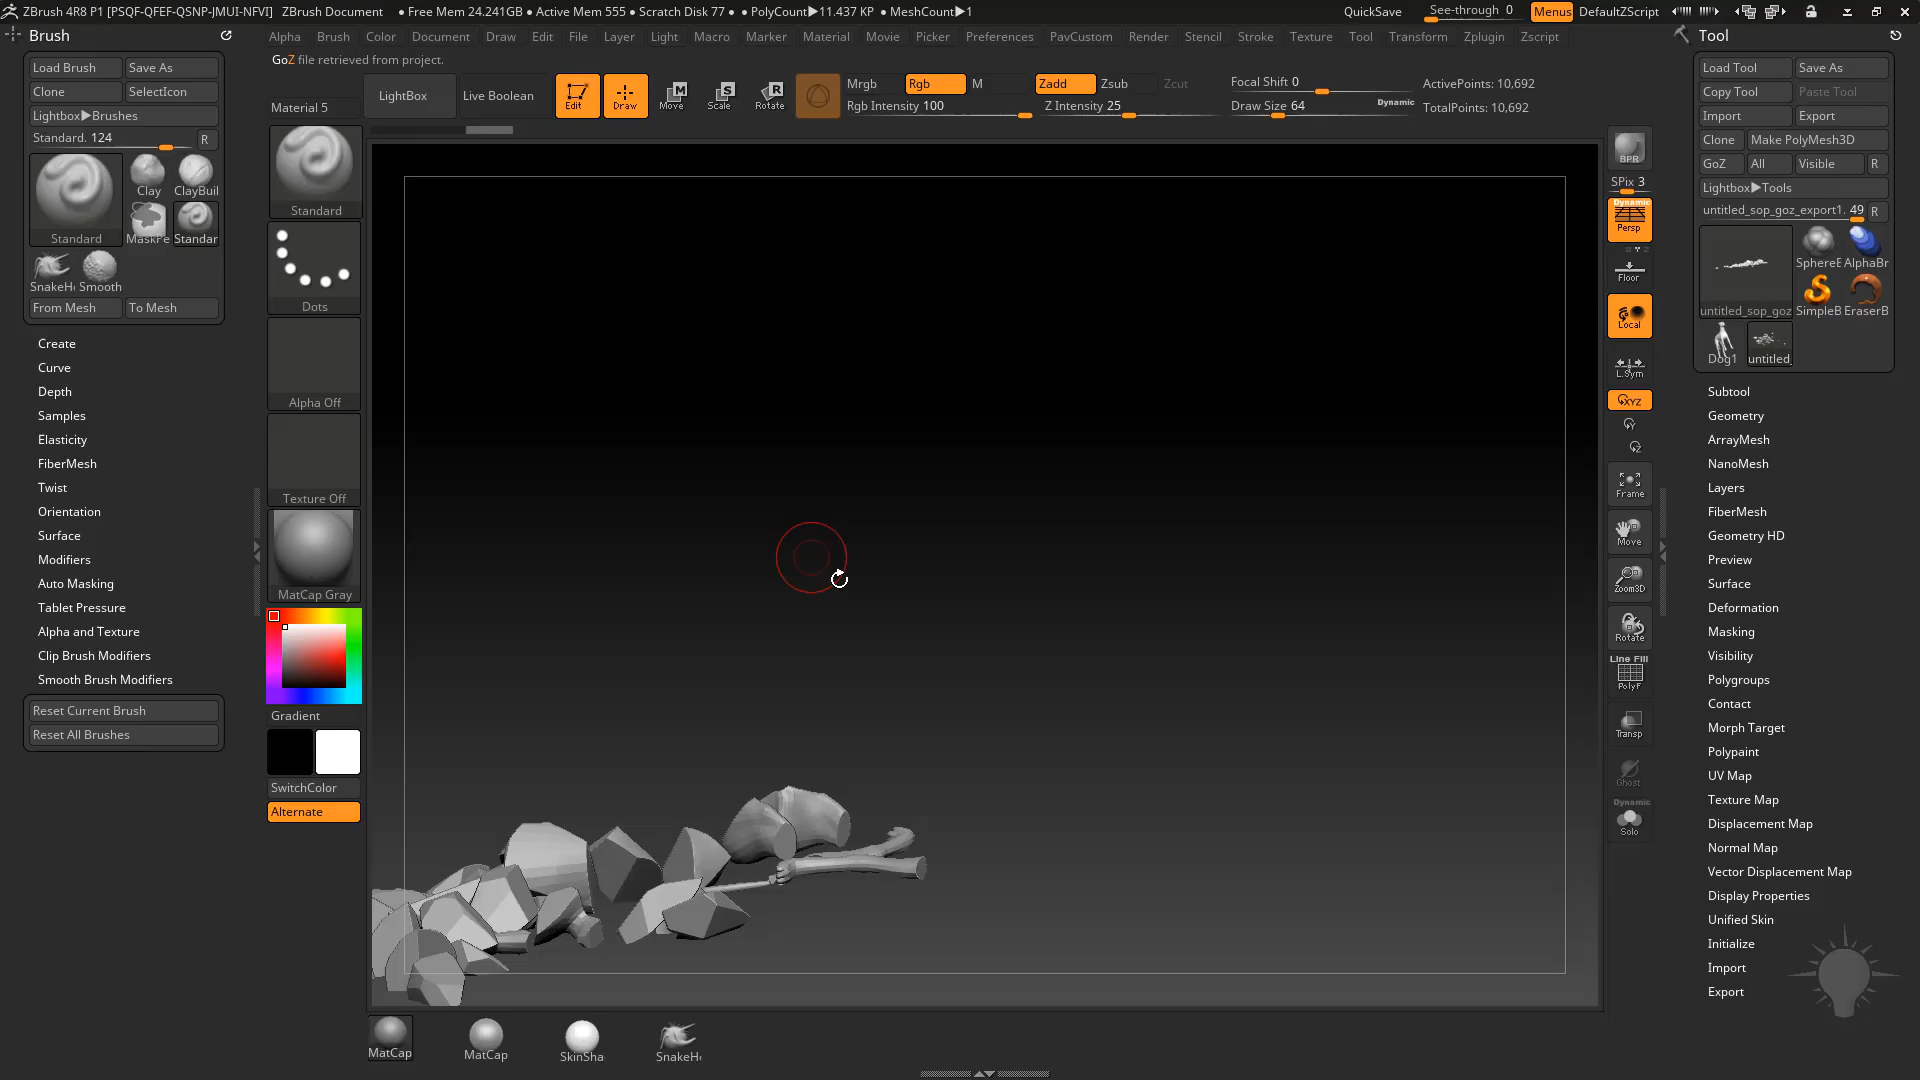 ZBrush 4R8 P1 [PSQF-QFEF-QSNP-JMUI-NFVI] ZBrush Document • Free Mem 24.241GB • Active Mem 555 • Scratch Disk 77 • PolyCount▶11.437 KP • MeshCount▶1 QuickSave See-through 0 Menus DefaultZScript
Brush
Alpha Brush Color Document Draw Edit File Layer Light Macro Marker Material Movie Picker Preferences PavCustom Render Stencil Stroke Texture Tool Transform Zplugin Zscript
Tool
GoZ file retrieved from project.
Load Brush Save As
Clone SelectIcon
Lightbox▶Brushes
Standard. 124 R
Standard
Clay
ClayBuil
MaskPe
Standar
SnakeH
Smooth
From Mesh To Mesh
Create
Curve
Depth
Samples
Elasticity
FiberMesh
Twist
Orientation
Surface
Modifiers
Auto Masking
Tablet Pressure
Alpha and Texture
Clip Brush Modifiers
Smooth Brush Modifiers
Reset Current Brush
Reset All Brushes
Material 5
LightBox
Live Boolean
Edit
Draw
Move
Scale
Rotate
M
S
R
Mrgb Rgb M
Rgb Intensity 100
Zadd Zsub Zcut
Z Intensity 25
Focal Shift 0
Draw Size 64 Dynamic
ActivePoints: 10,692
TotalPoints: 10,692
Standard
Dots
Alpha Off
Texture Off
MatCap Gray
Gradient
SwitchColor
Alternate
MatCap
MatCap
SkinSha
SnakeH
BPR
SPix 3
Dynamic
Persp
Floor
Local
L.Sym
XYZ
Y
Z
Frame
Move
Zoom3D
Rotate
Line Fill
PolyF
Transp
Ghost
Dynamic
Solo
Load Tool Save As
Copy Tool Paste Tool
Import Export
Clone Make PolyMesh3D
GoZ All Visible R
Lightbox▶Tools
untitled_sop_goz_export1. 49 R
untitled_sop_goz
SphereE
AlphaBr
SimpleB
EraserB
Dog1
untitled_
Subtool
Geometry
ArrayMesh
NanoMesh
Layers
FiberMesh
Geometry HD
Preview
Surface
Deformation
Masking
Visibility
Polygroups
Contact
Morph Target
Polypaint
UV Map
Texture Map
Displacement Map
Normal Map
Vector Displacement Map
Display Properties
Unified Skin
Initialize
Import
Export